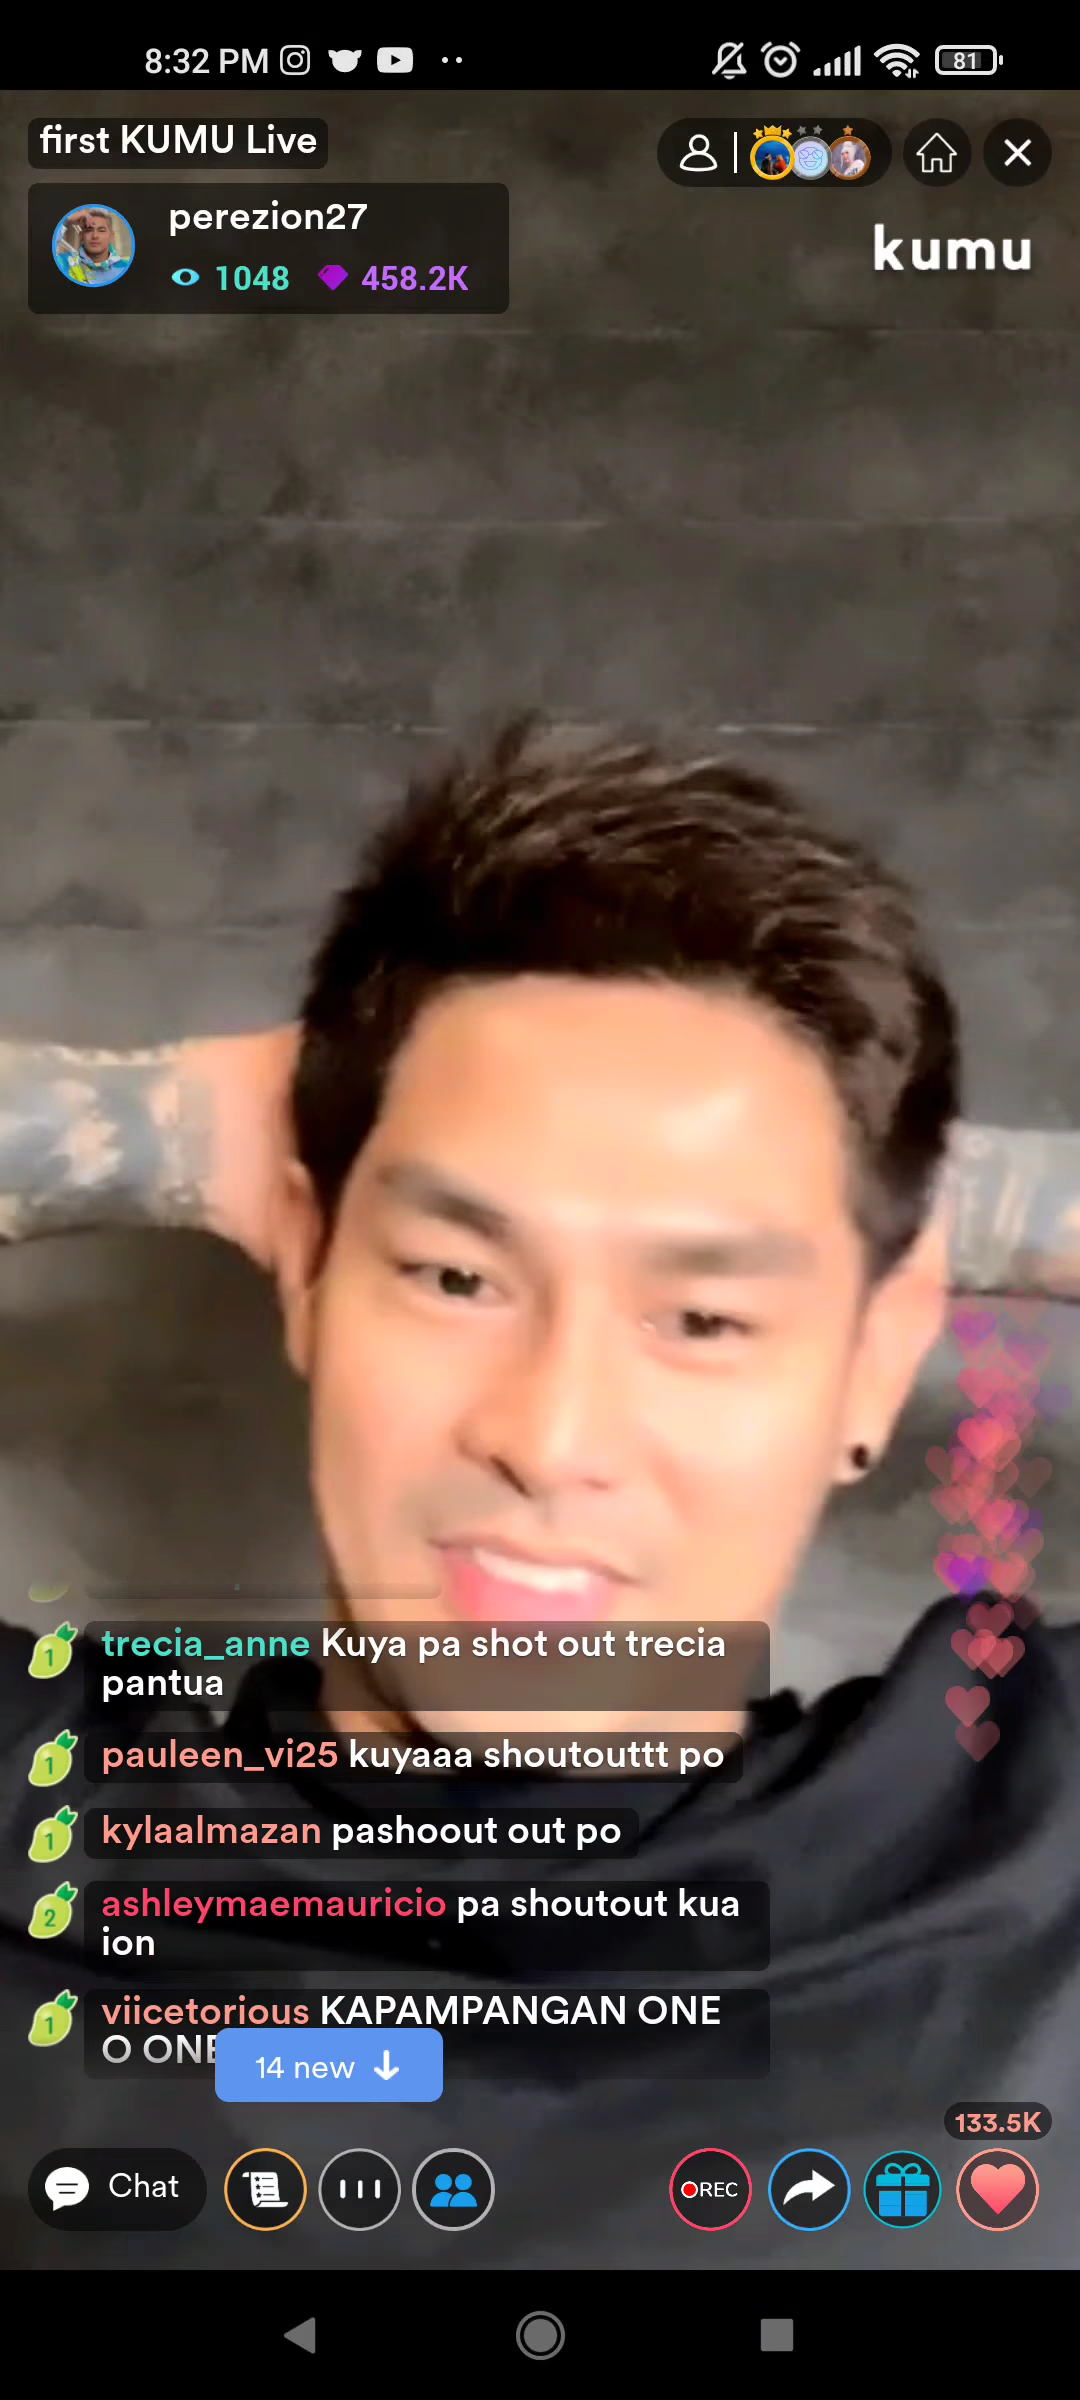 8:32 PM
81
first KUMU Live
perezion27
1048 458.2K
kumu
trecia_anne Kuya pa shot out trecia
pantua
1
pauleen_vi25 kuyaaa shoutouttt po
1
kylaalmazan pashoout out po
1
ashleymaemauricio pa shoutout kua
ion
2
viicetorious KAPAMPANGAN ONE
O ONE
1
14 new
133.5K
Chat
REC